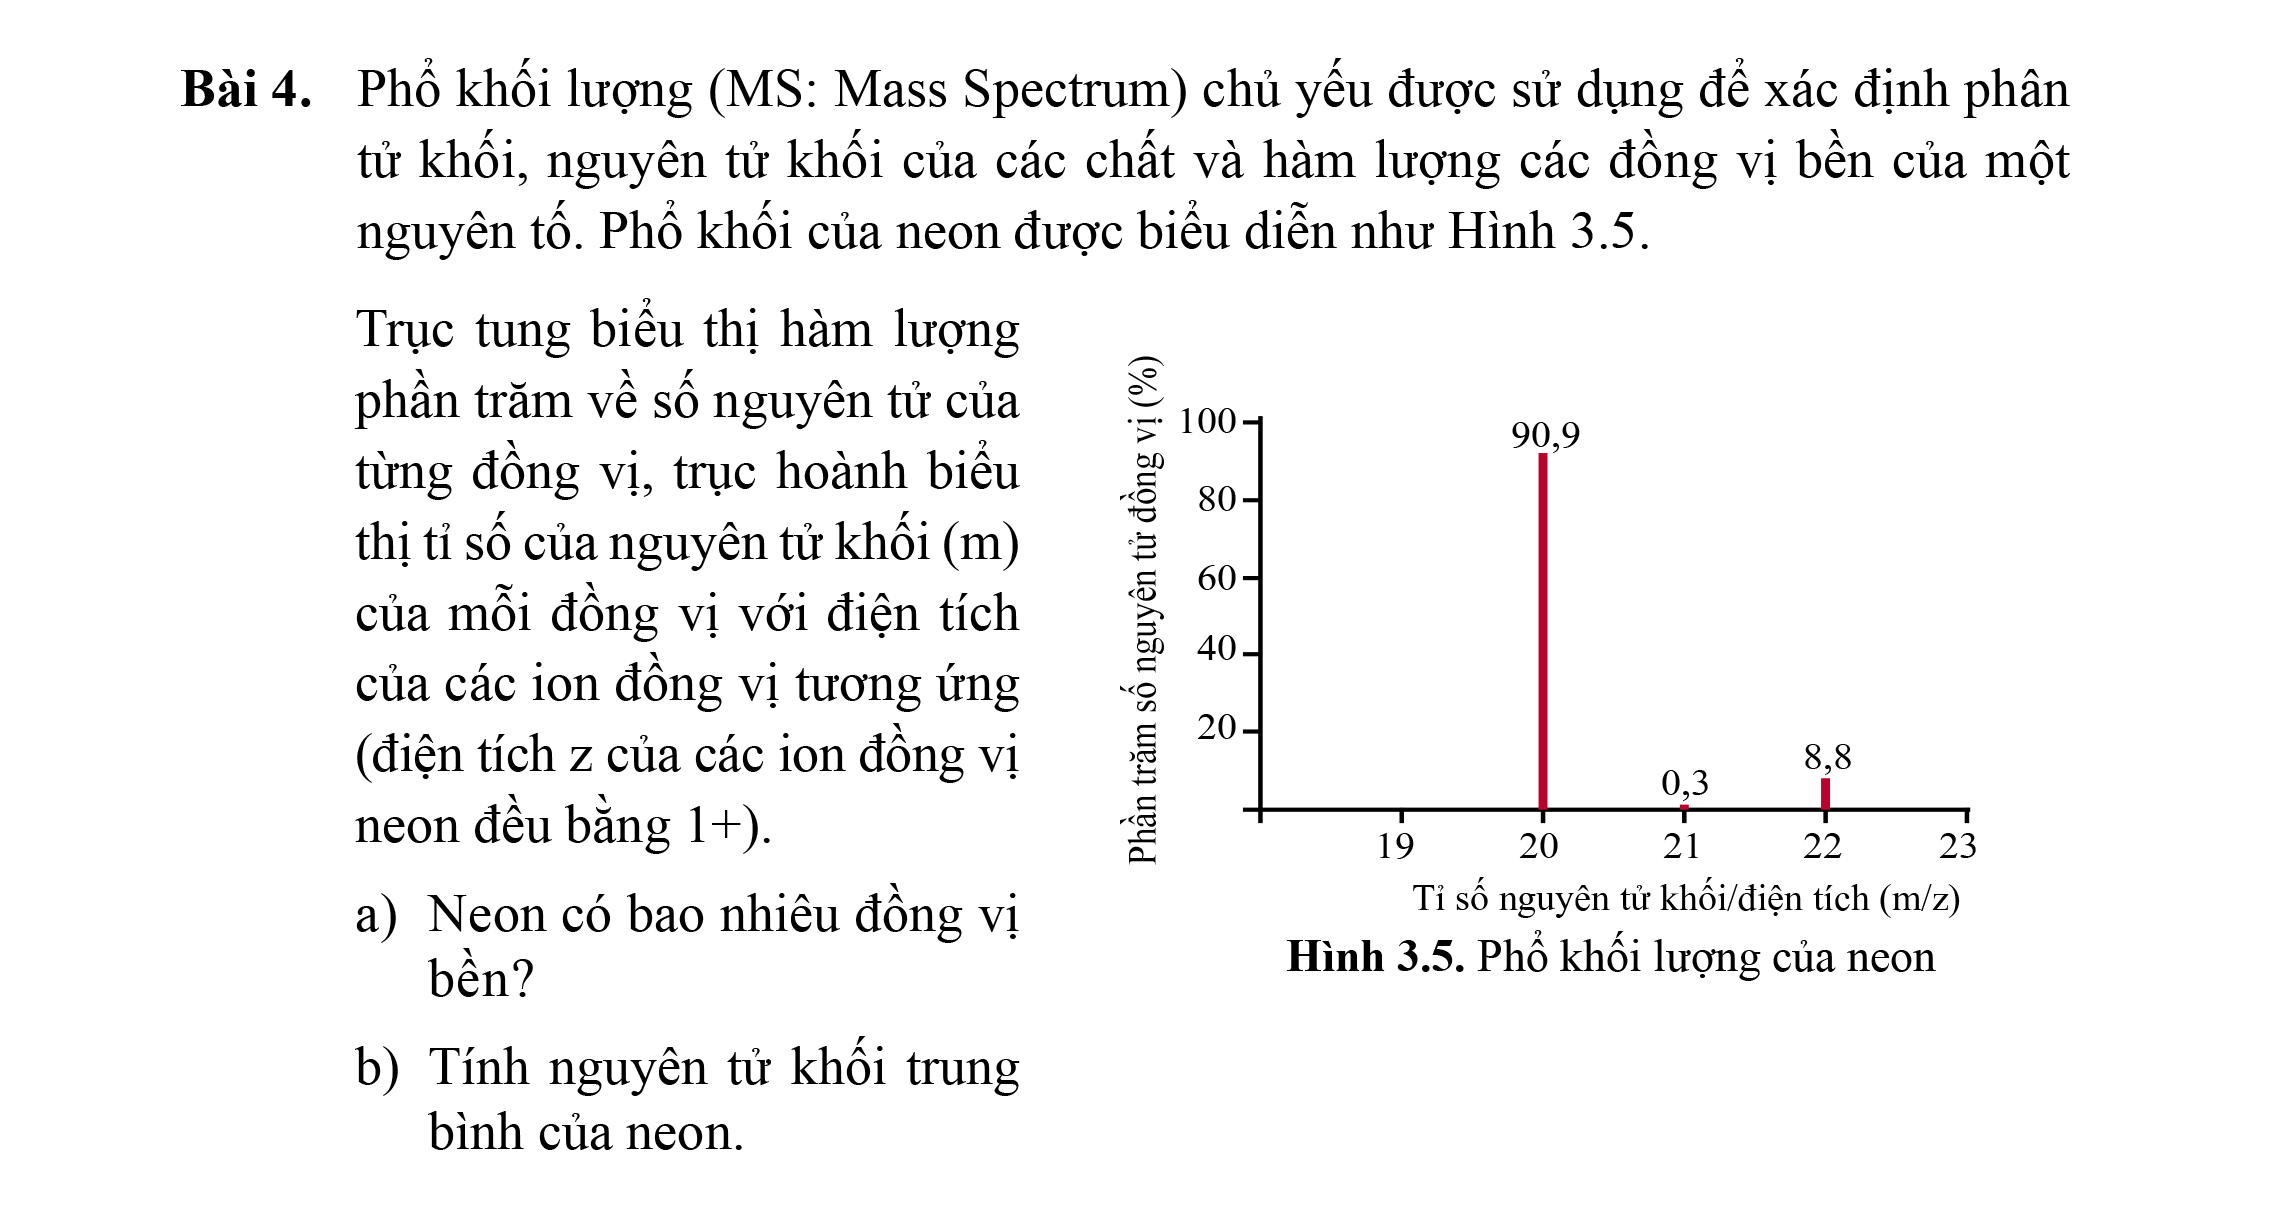 Bài 4. Phổ khối lượng (MS: Mass Spectrum) chủ yếu được sử dụng để xác định phân
tử khối, nguyên tử khối của các chất và hàm lượng các đồng vị bền của một
nguyên tố. Phổ khối của neon được biểu diễn như Hình 3.5.
Trục tung biểu thị hàm lượng
phần trăm về số nguyên tử của
từng đồng vị, trục hoành biểu
thị tỉ số của nguyên tử khối (m)
của mỗi đồng vị với điện tích
của các ion đồng vị tương ứng
(điện tích z của các ion đồng vị
neon đều bằng 1+).
a) Neon có bao nhiêu đồng vị
bền?
b) Tính nguyên tử khối trung
bình của neon.
Phần trăm số nguyên tử đồng vị (%)
100
80
60
40
20
90,9
0,3
8,8
19 20 21 22 23
Tỉ số nguyên tử khối/điện tích (m/z)
Hình 3.5. Phổ khối lượng của neon